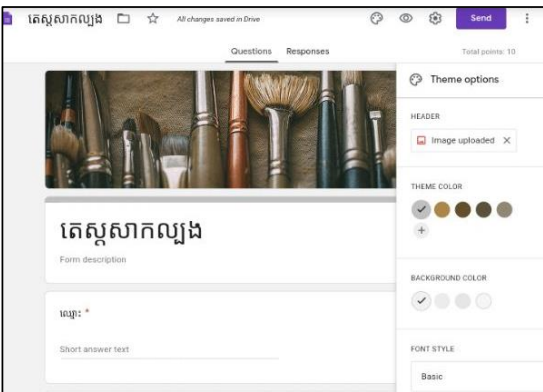 តេស្តសាកល្បង
All changes saved in Drive
Send
Questions Responses
Total points: 10
Theme options
HEADER
Image uploaded
THEME COLOR
តេស្តសាកល្បង
Form description
BACKGROUND COLOR
ឈ្មោះ *
Short answer text
FONT STYLE
Basic